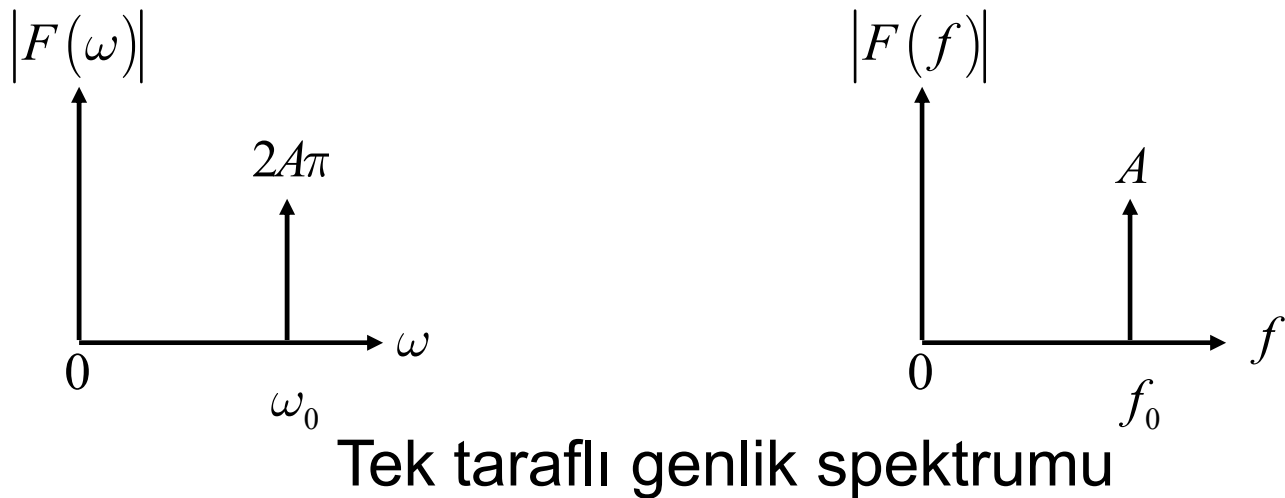 |F(ω)| |F(f)|
2Aπ A
ω f
0 0
ω₀ f₀
Tek taraflı genlik spektrumu